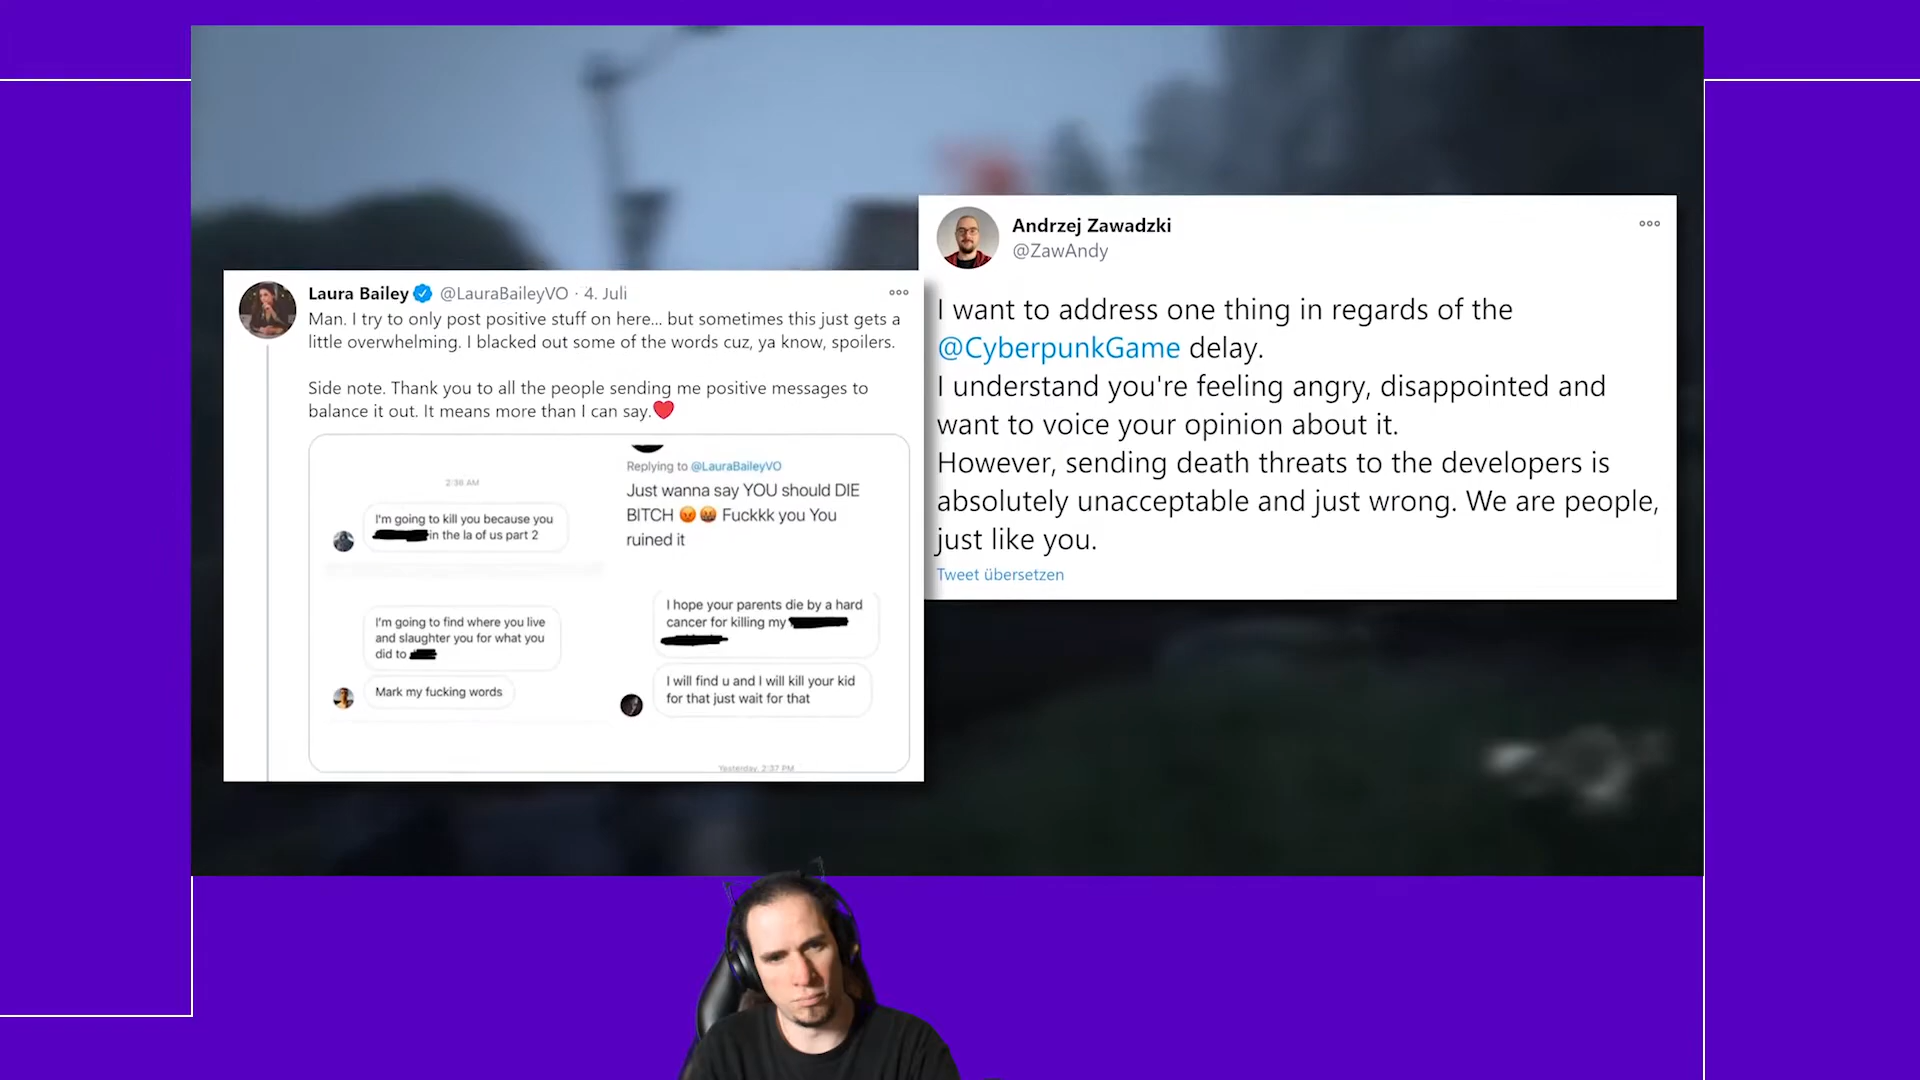 Laura Bailey @LauraBaileyVO · 4. Juli
Man. I try to only post positive stuff on here... but sometimes this just gets a
little overwhelming. I blacked out some of the words cuz, ya know, spoilers.
Side note. Thank you to all the people sending me positive messages to
balance it out. It means more than I can say.❤️
2:36 AM
I'm going to kill you because you
in the la of us part 2
I'm going to find where you live
and slaughter you for what you
did to
Mark my fucking words
Replying to @LauraBaileyVO
Just wanna say YOU should DIE
BITCH 😡 🤬 Fuckkk you You
ruined it
I hope your parents die by a hard
cancer for killing my
I will find u and I will kill your kid
for that just wait for that
Yesterday, 2:37 PM
Andrzej Zawadzki
@ZawAndy
I want to address one thing in regards of the
@CyberpunkGame delay.
I understand you're feeling angry, disappointed and
want to voice your opinion about it.
However, sending death threats to the developers is
absolutely unacceptable and just wrong. We are people,
just like you.
Tweet übersetzen